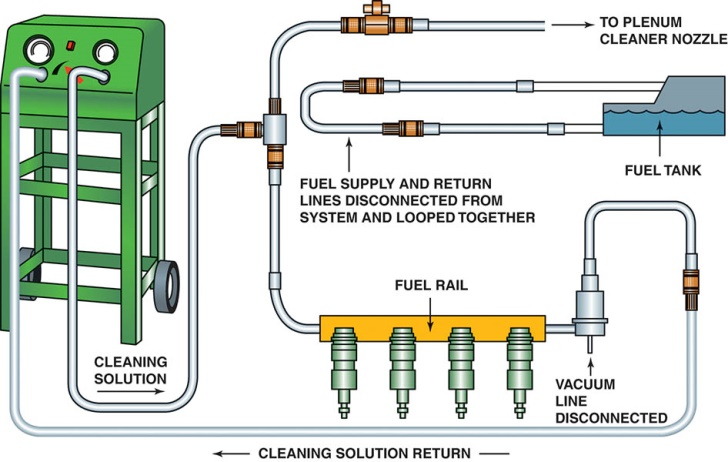 TO PLENUM
CLEANER NOZZLE
FUEL TANK
FUEL SUPPLY AND RETURN
LINES DISCONNECTED FROM
SYSTEM AND LOOPED TOGETHER
FUEL RAIL
CLEANING
SOLUTION
VACUUM
LINE
DISCONNECTED
CLEANING SOLUTION RETURN